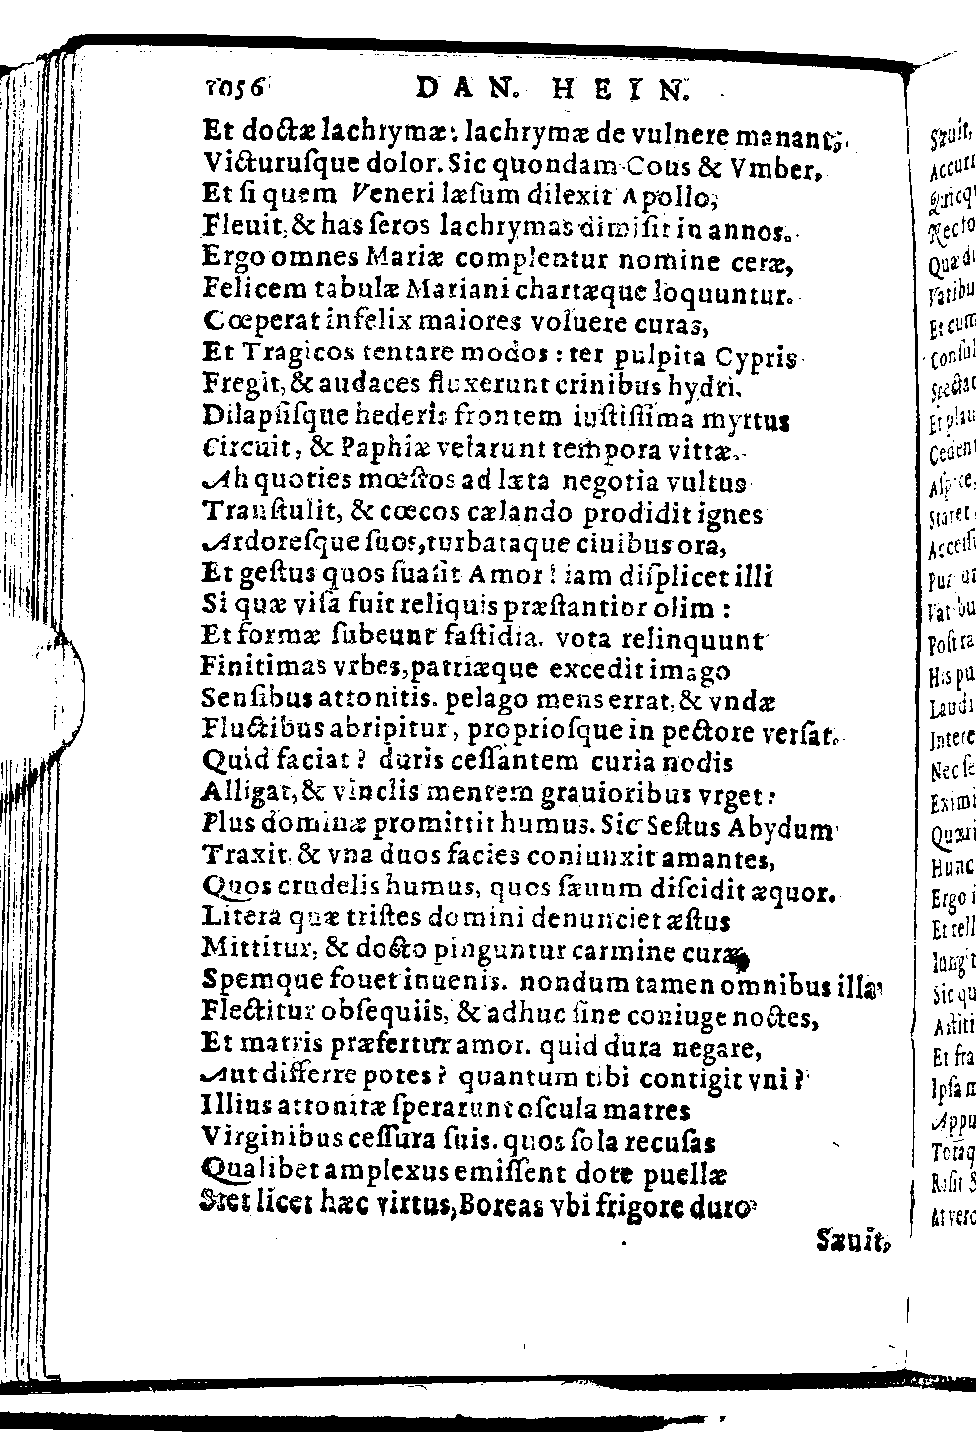 1056 DAN. HEIN.
Et doctæ lachrymæ: lachrymæ de vulnere manant,
Victuruſque dolor. Sic quondam Cous & Vmber,
Et ſi quem Veneri læſum dilexit Apollo,
Fleuit, & has ſeros lachrymas dimiſit in annos.
Ergo omnes Mariæ complentur nomine ceræ,
Felicem tabulæ Mariani chartæque loquuntur.
Cœperat infelix maiores voluere curas,
Et Tragicos tentare modos: ter pulpita Cypris
Fregit, & audaces fluxerunt crinibus hydri.
Dilapſiſque hederis frontem iuſtiſſima myrtus
Circuit, & Paphiæ velarunt tempora vittæ.
Ah quoties mœſtos ad læta negotia vultus
Tranſtulit, & cœcos cælando prodidit ignes
Ardoreſque ſuos, turbataque ciuibus ora,
Et geſtus quos ſuaſit Amor! iam diſplicet illi
Si quæ viſa fuit reliquis præſtantior olim:
Et formæ ſubeunt faſtidia. vota relinquunt
Finitimas vrbes, patriæque excedit imago
Senſibus attonitis. pelago mens errat, & vndæ
Fluctibus abripitur, proprioſque in pectore verſat.
Quid faciat? duris ceſſantem curia nodis
Alligat, & vinclis mentem grauioribus vrget:
Plus dominæ promittit humus. Sic Seſtus Abydum
Traxit. & vna duos facies coniunxit amantes,
Quos crudelis humus, quos ſæuum diſcidit æquor.
Litera quæ triſtes domini denunciet æſtus
Mittitur, & docto pinguntur carmine curæ,
Spemque fouet inuenis. nondum tamen omnibus illa
Flectitur obſequiis, & adhuc ſine coniuge noctes,
Et matris præfertur amor. quid dura negare,
Aut differre potes? quantum tibi contigit vni?
Illius attonitæ ſperarunt oſcula matres
Virginibus ceſſura ſuis. quos ſola recuſas
Qualibet amplexus emiſſent dote puellæ
Stet licet hæc virtus, Boreas vbi frigore duro
Sæuit,